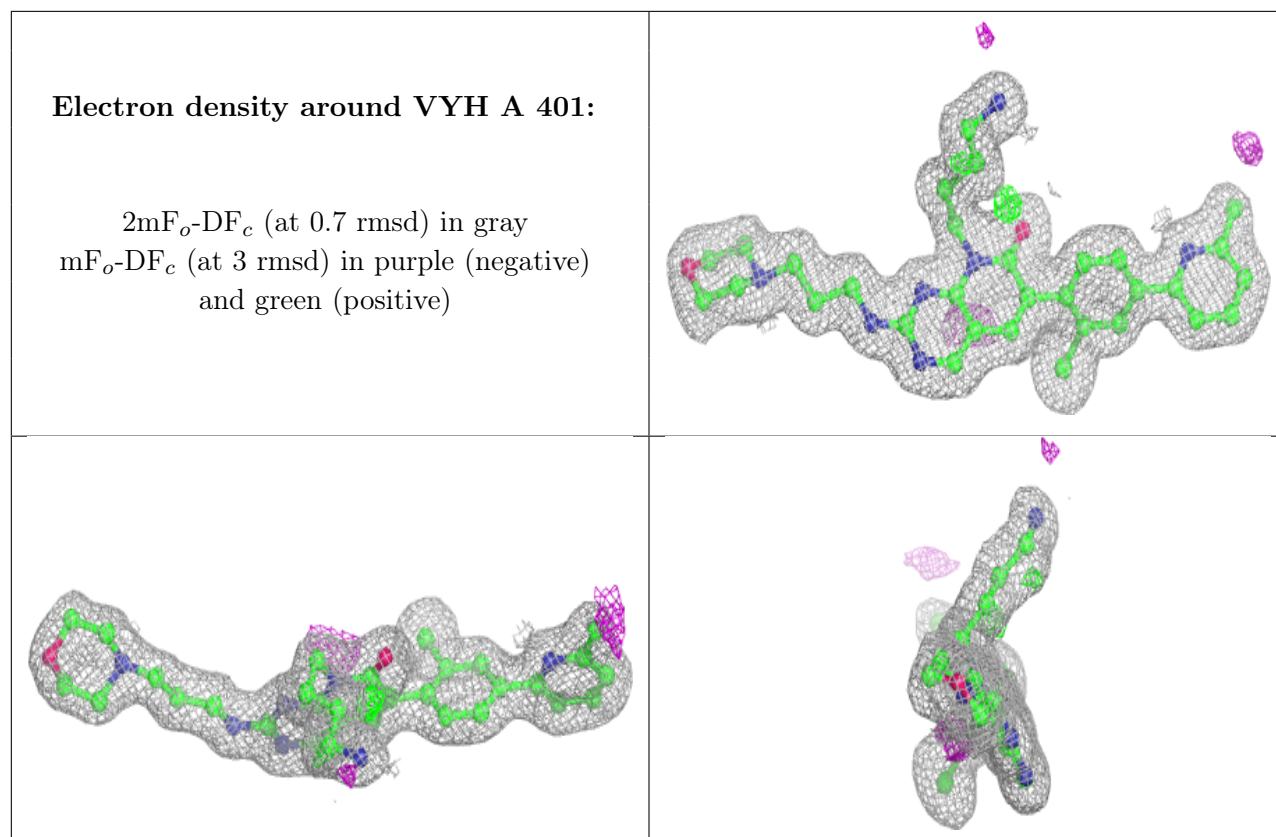 Electron density around VYH A 401:
2mFo-DFc (at 0.7 rmsd) in gray
mFo-DFc (at 3 rmsd) in purple (negative)
and green (positive)